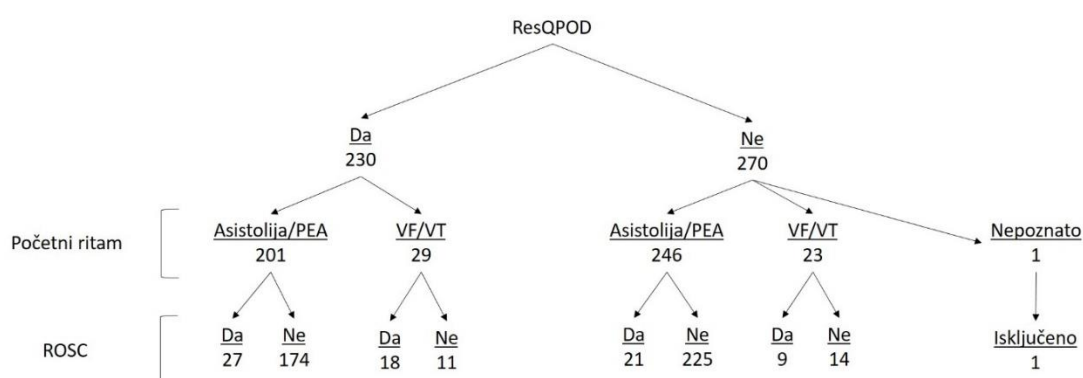 ResQPOD
Da Ne
230 270
Početni ritam Asistolija/PEA VF/VT Asistolija/PEA VF/VT Nepoznato
201 29 246 23 1
ROSC Da Ne Da Ne Da Ne Da Ne Isključeno
27 174 18 11 21 225 9 14 1